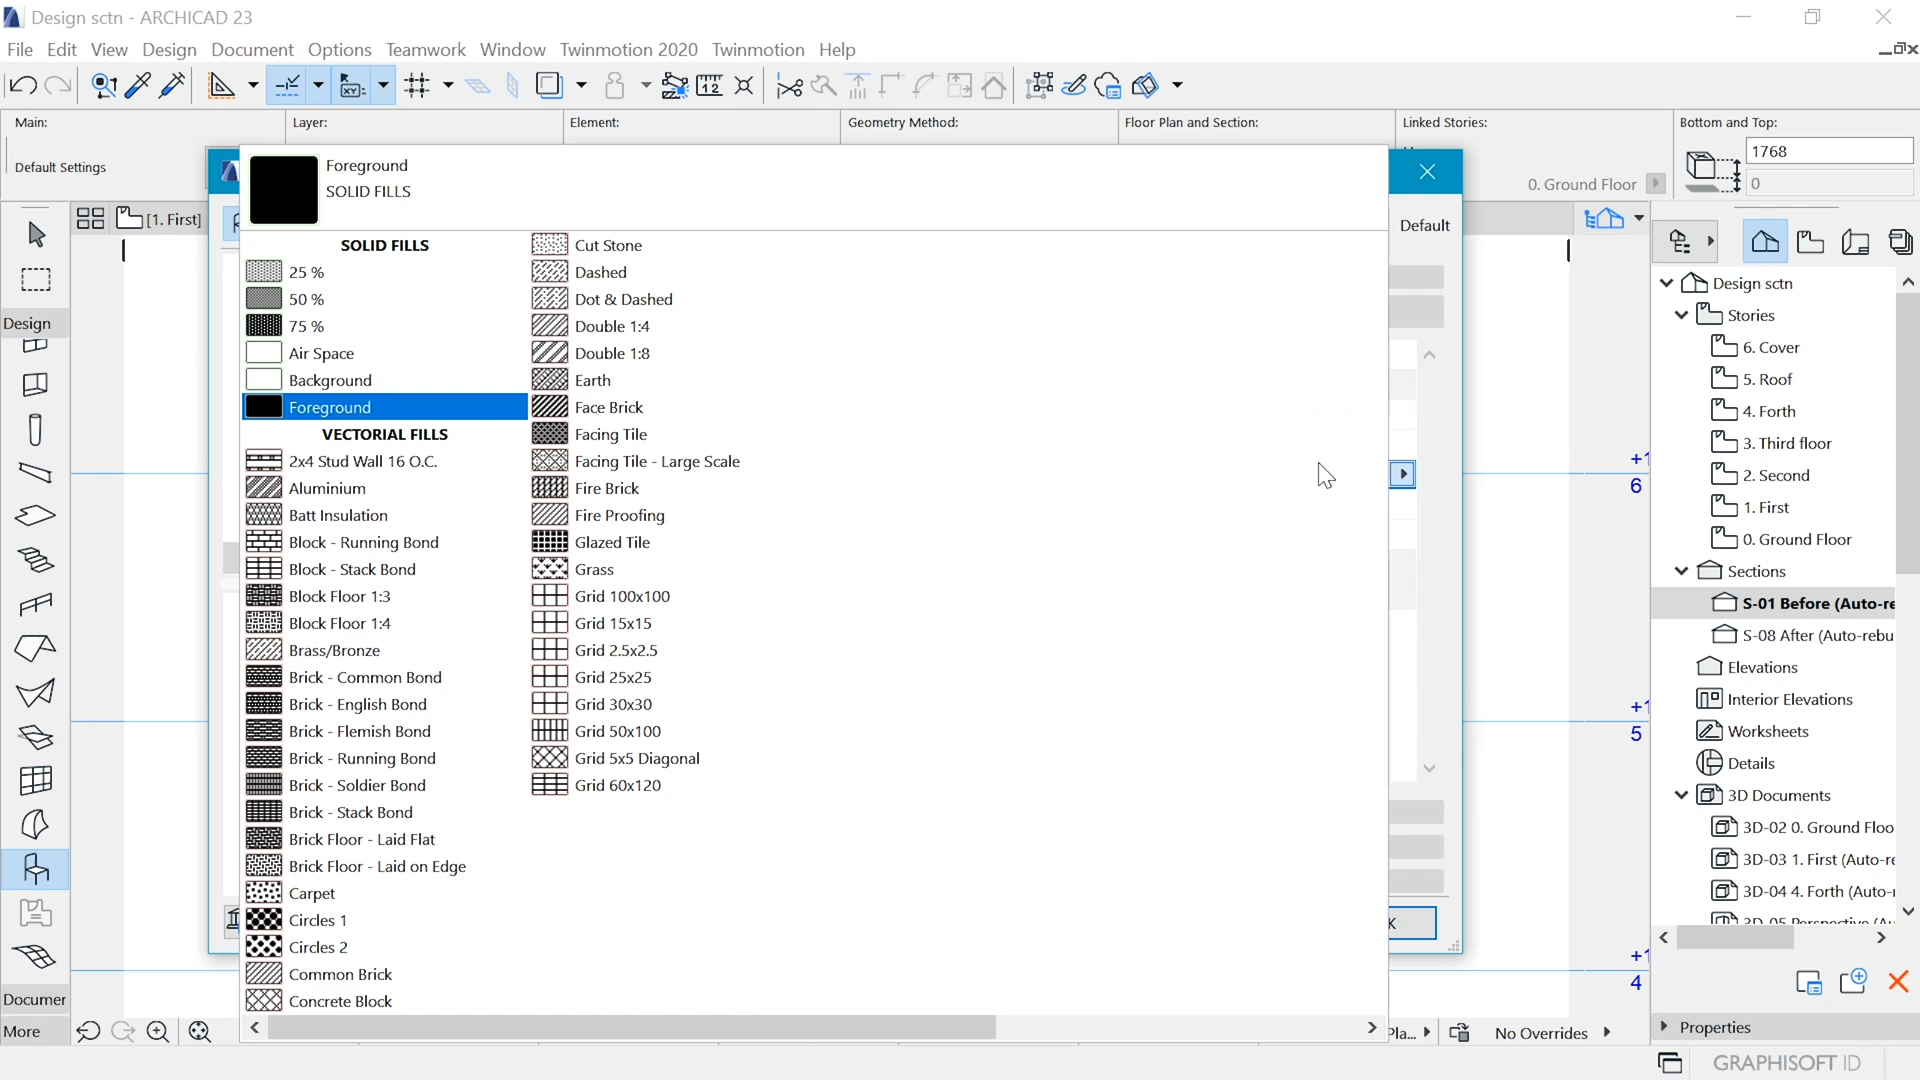 Design sctn - ARCHICAD 23
File Edit View Design Document Options Teamwork Window Twinmotion 2020 Twinmotion Help
Main:
Layer:
Element:
Geometry Method:
Floor Plan and Section:
Linked Stories:
Bottom and Top:
Default Settings
0. Ground Floor
1768
0
[1. First]
Foreground
SOLID FILLS
Default
SOLID FILLS
25 %
50 %
75 %
Air Space
Background
Foreground
VECTORIAL FILLS
2x4 Stud Wall 16 O.C.
Aluminium
Batt Insulation
Block - Running Bond
Block - Stack Bond
Block Floor 1:3
Block Floor 1:4
Brass/Bronze
Brick - Common Bond
Brick - English Bond
Brick - Flemish Bond
Brick - Running Bond
Brick - Soldier Bond
Brick - Stack Bond
Brick Floor - Laid Flat
Brick Floor - Laid on Edge
Carpet
Circles 1
Circles 2
Common Brick
Concrete Block
Cut Stone
Dashed
Dot & Dashed
Double 1:4
Double 1:8
Earth
Face Brick
Facing Tile
Facing Tile - Large Scale
Fire Brick
Fire Proofing
Glazed Tile
Grass
Grid 100x100
Grid 15x15
Grid 2.5x2.5
Grid 25x25
Grid 30x30
Grid 50x100
Grid 5x5 Diagonal
Grid 60x120
K
+1
6
+1
5
+1
4
Design
Documer
More
Design sctn
Stories
6. Cover
5. Roof
4. Forth
3. Third floor
2. Second
1. First
0. Ground Floor
Sections
S-01 Before (Auto-re
S-08 After (Auto-rebu
Elevations
Interior Elevations
Worksheets
Details
3D Documents
3D-02 0. Ground Floo
3D-03 1. First (Auto-re
3D-04 4. Forth (Auto-
3D-05 Perspective (Au
Properties
Pla...
No Overrides
GRAPHISOFT ID